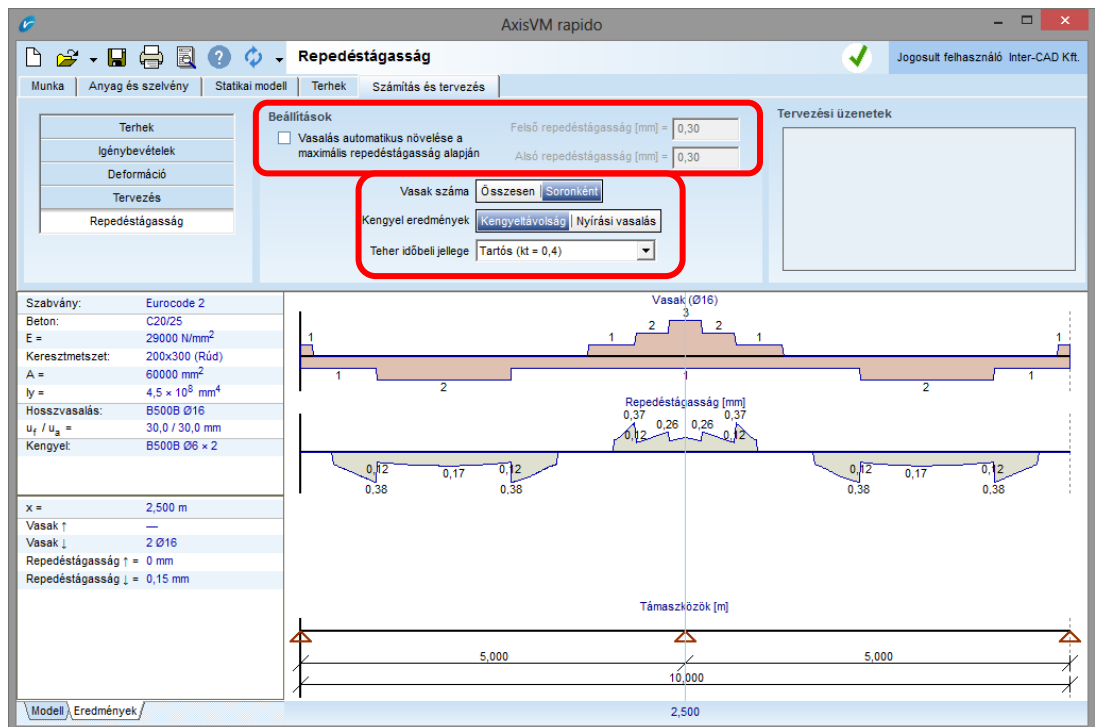 AxisVM rapido
Repedéstágasság
Jogosult felhasználó Inter-CAD Kft.
Munka
Anyag és szelvény
Statikai modell
Terhek
Számítás és tervezés
Terhek
Igénybevételek
Deformáció
Tervezés
Repedéstágasság
Beállítások
Vasalás automatikus növelése a
maximális repedéstágasság alapján
Felső repedéstágasság [mm] = 0,30
Alsó repedéstágasság [mm] = 0,30
Vasak száma Összesen Soronként
Kengyel eredmények Kengyeltávolság Nyírási vasalás
Teher időbeli jellege Tartós (kt = 0,4)
Tervezési üzenetek
Szabvány: Eurocode 2
Beton: C20/25
E = 29000 N/mm²
Keresztmetszet: 200x300 (Rúd)
A = 60000 mm²
Iy = 4,5 × 10⁸ mm⁴
Hosszvasalás: B500B Ø16
u_f / u_a = 30,0 / 30,0 mm
Kengyel: B500B Ø6 × 2
x = 2,500 m
Vasak ↑ —
Vasak ↓ 2 Ø16
Repedéstágasság ↑ = 0 mm
Repedéstágasság ↓ = 0,15 mm
Modell Eredmények
Vasak (Ø16)
3
2 2
1 1 1 1
1 1 1
2 2
Repedéstágasság [mm]
0,37 0,37
0,26 0,26
0,12 0,12
0,12 0,17 0,12 0,12 0,17 0,12
0,38 0,38 0,38 0,38
Támaszközök [m]
5,000 5,000
10,000
2,500